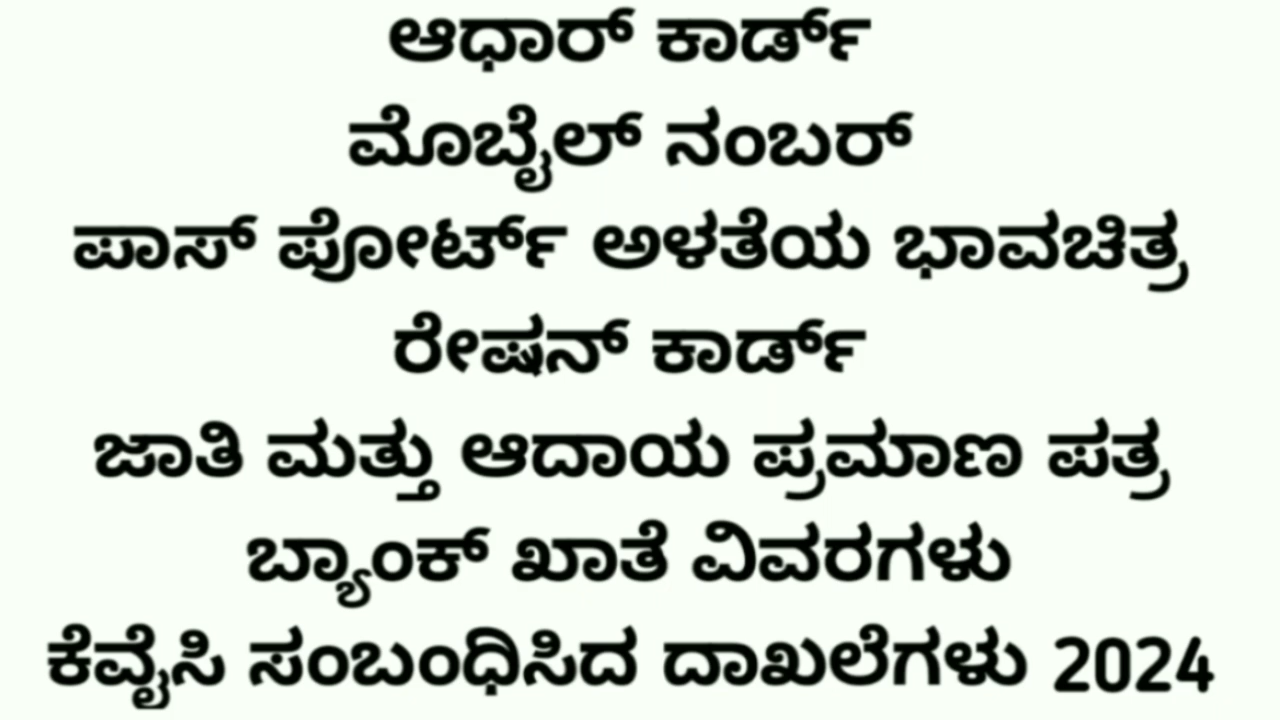 ಆಧಾರ್ ಕಾರ್ಡ್
ಮೊಬೈಲ್ ನಂಬರ್
ಪಾಸ್ ಪೋರ್ಟ್ ಅಳತೆಯ ಭಾವಚಿತ್ರ
ರೇಷನ್ ಕಾರ್ಡ್
ಜಾತಿ ಮತ್ತು ಆದಾಯ ಪ್ರಮಾಣ ಪತ್ರ
ಬ್ಯಾಂಕ್ ಖಾತೆ ವಿವರಗಳು
ಕೆವೈಸಿ ಸಂಬಂಧಿಸಿದ ದಾಖಲೆಗಳು 2024